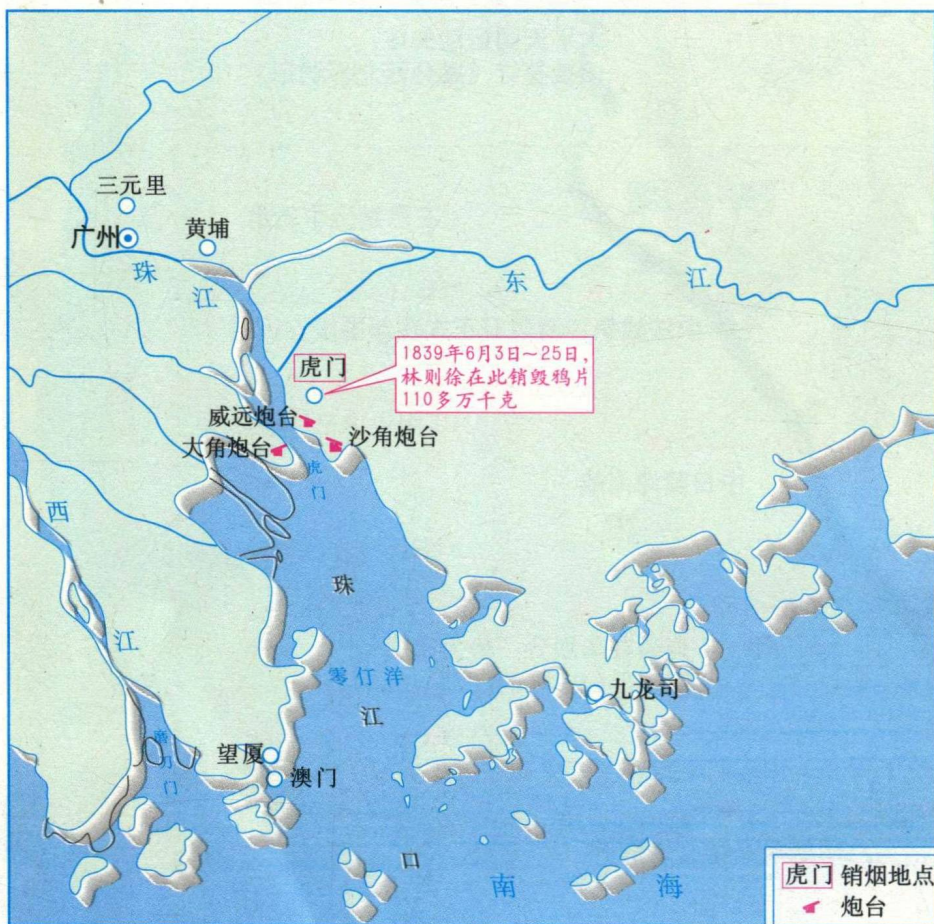 三元里
广州
黄埔
珠
江
东
江
虎门
1839年6月3日～25日，
林则徐在此销毁鸦片
110多万千克
威远炮台
大角炮台
沙角炮台
虎
门
西
江
珠
江
口
零仃洋
九龙司
望厦
澳门
磨
刀
门
南
海
虎门 销烟地点
炮台